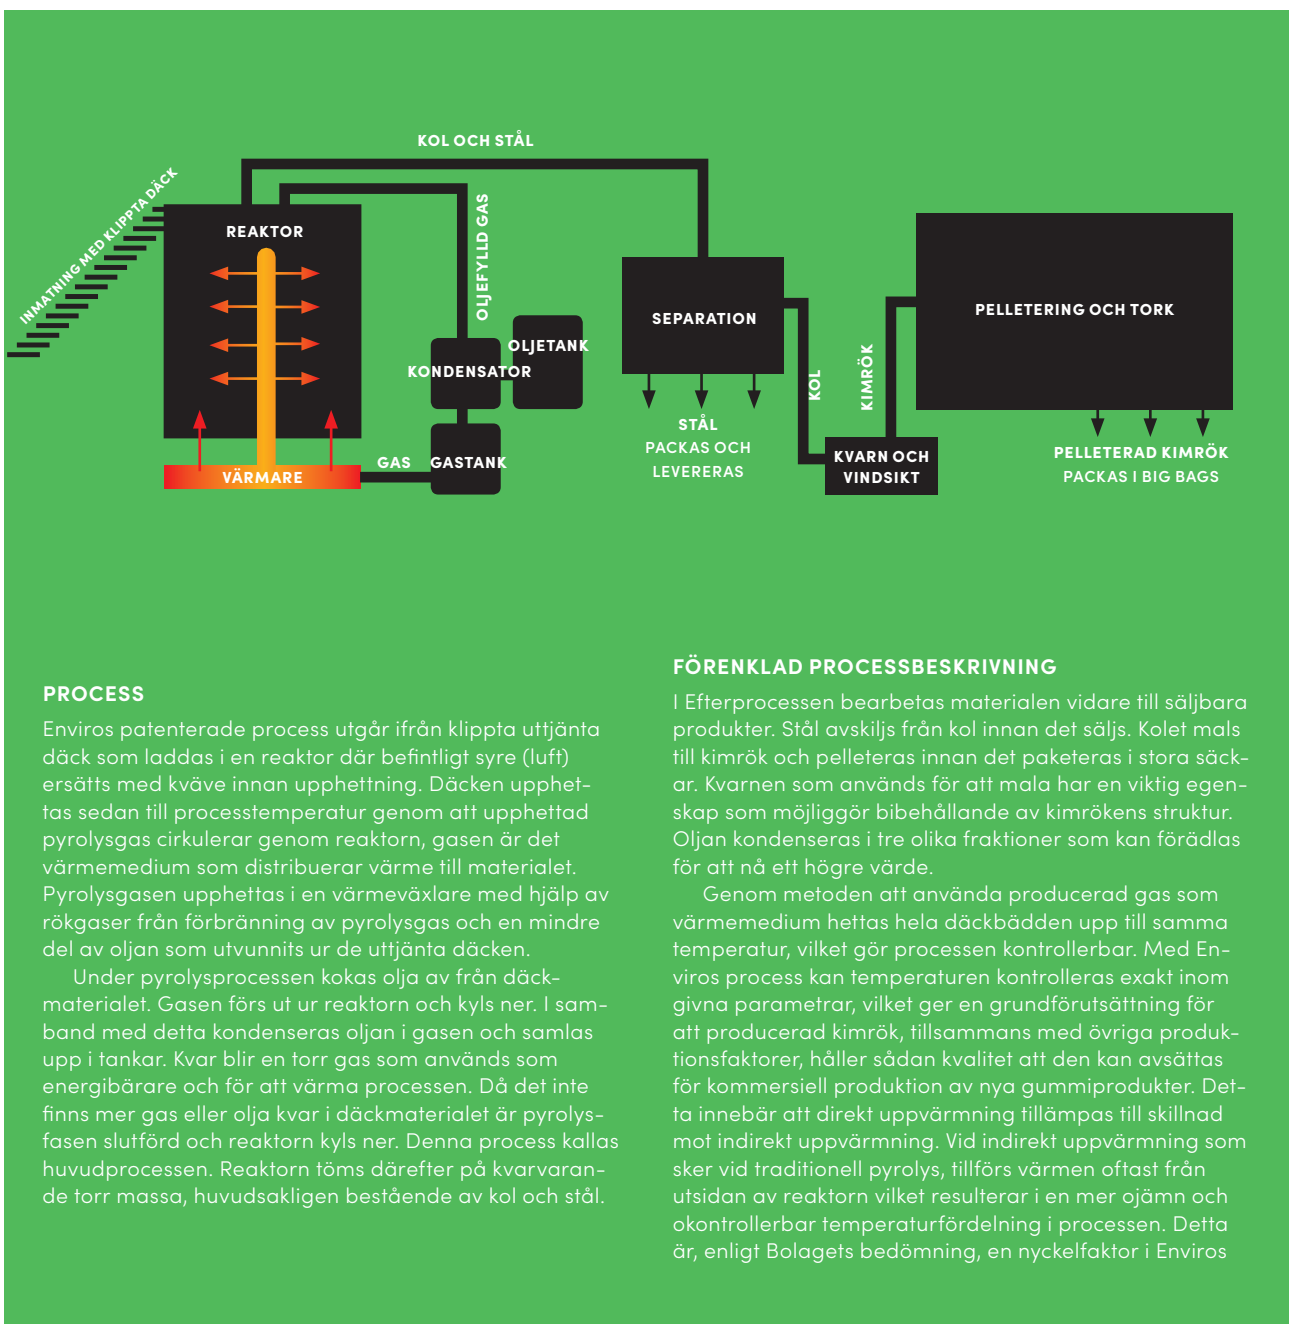 KOL OCH STÅL
INMATNING MED KLIPPTA DÄCK
REAKTOR
OLJEFYLLD GAS
OLJETANK
KONDENSATOR
GAS
GASTANK
VÄRMARE
SEPARATION
STÅL
PACKAS OCH
LEVERERAS
KOL
KIMRÖK
KVARN OCH
VINDSIKT
PELLETERING OCH TORK
PELLETERAD KIMRÖK
PACKAS I BIG BAGS
PROCESS
Enviros patenterade process utgår ifrån klippta uttjänta
däck som laddas i en reaktor där befintligt syre (luft)
ersätts med kväve innan upphettning. Däcken upphet-
tas sedan till processtemperatur genom att upphettad
pyrolysgas cirkulerar genom reaktorn, gasen är det
värmemedium som distribuerar värme till materialet.
Pyrolysgasen upphettas i en värmeväxlare med hjälp av
rökgaser från förbränning av pyrolysgas och en mindre
del av oljan som utvunnits ur de uttjänta däcken.
Under pyrolysprocessen kokas olja av från däck-
materialet. Gasen förs ut ur reaktorn och kyls ner. I sam-
band med detta kondenseras oljan i gasen och samlas
upp i tankar. Kvar blir en torr gas som används som
energibärare och för att värma processen. Då det inte
finns mer gas eller olja kvar i däckmaterialet är pyrolys-
fasen slutförd och reaktorn kyls ner. Denna process kallas
huvudprocessen. Reaktorn töms därefter på kvarvaran-
de torr massa, huvudsakligen bestående av kol och stål.
FÖRENKLAD PROCESSBESKRIVNING
I Efterprocessen bearbetas materialen vidare till säljbara
produkter. Stål avskiljs från kol innan det säljs. Kolet mals
till kimrök och pelleteras innan det paketeras i stora säck-
ar. Kvarnen som används för att mala har en viktig egen-
skap som möjliggör bibehållande av kimrökens struktur.
Oljan kondenseras i tre olika fraktioner som kan förädlas
för att nå ett högre värde.
Genom metoden att använda producerad gas som
värmemedium hettas hela däckbädden upp till samma
temperatur, vilket gör processen kontrollerbar. Med En-
viros process kan temperaturen kontrolleras exakt inom
givna parametrar, vilket ger en grundförutsättning för
att producerad kimrök, tillsammans med övriga produk-
tionsfaktorer, håller sådan kvalitet att den kan avsättas
för kommersiell produktion av nya gummiprodukter. Det-
ta innebär att direkt uppvärmning tillämpas till skillnad
mot indirekt uppvärmning. Vid indirekt uppvärmning som
sker vid traditionell pyrolys, tillförs värmen oftast från
utsidan av reaktorn vilket resulterar i en mer ojämn och
okontrollerbar temperaturfördelning i processen. Detta
är, enligt Bolagets bedömning, en nyckelfaktor i Enviros